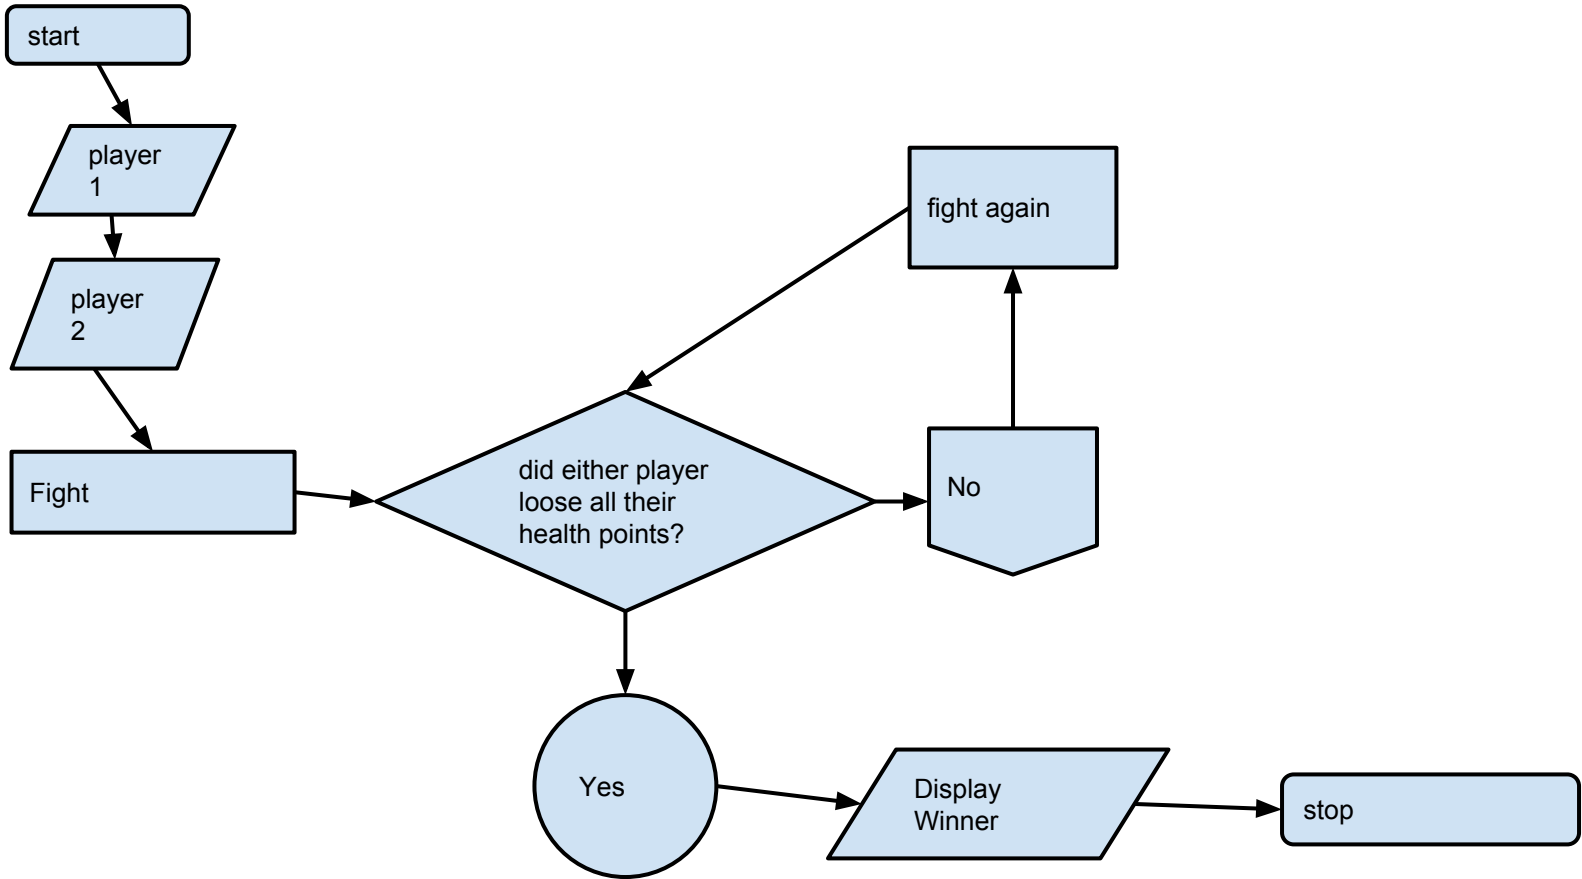 start
player
1
player
2
Fight
did either player
loose all their
health points?
No
fight again
Yes
Display
Winner
stop